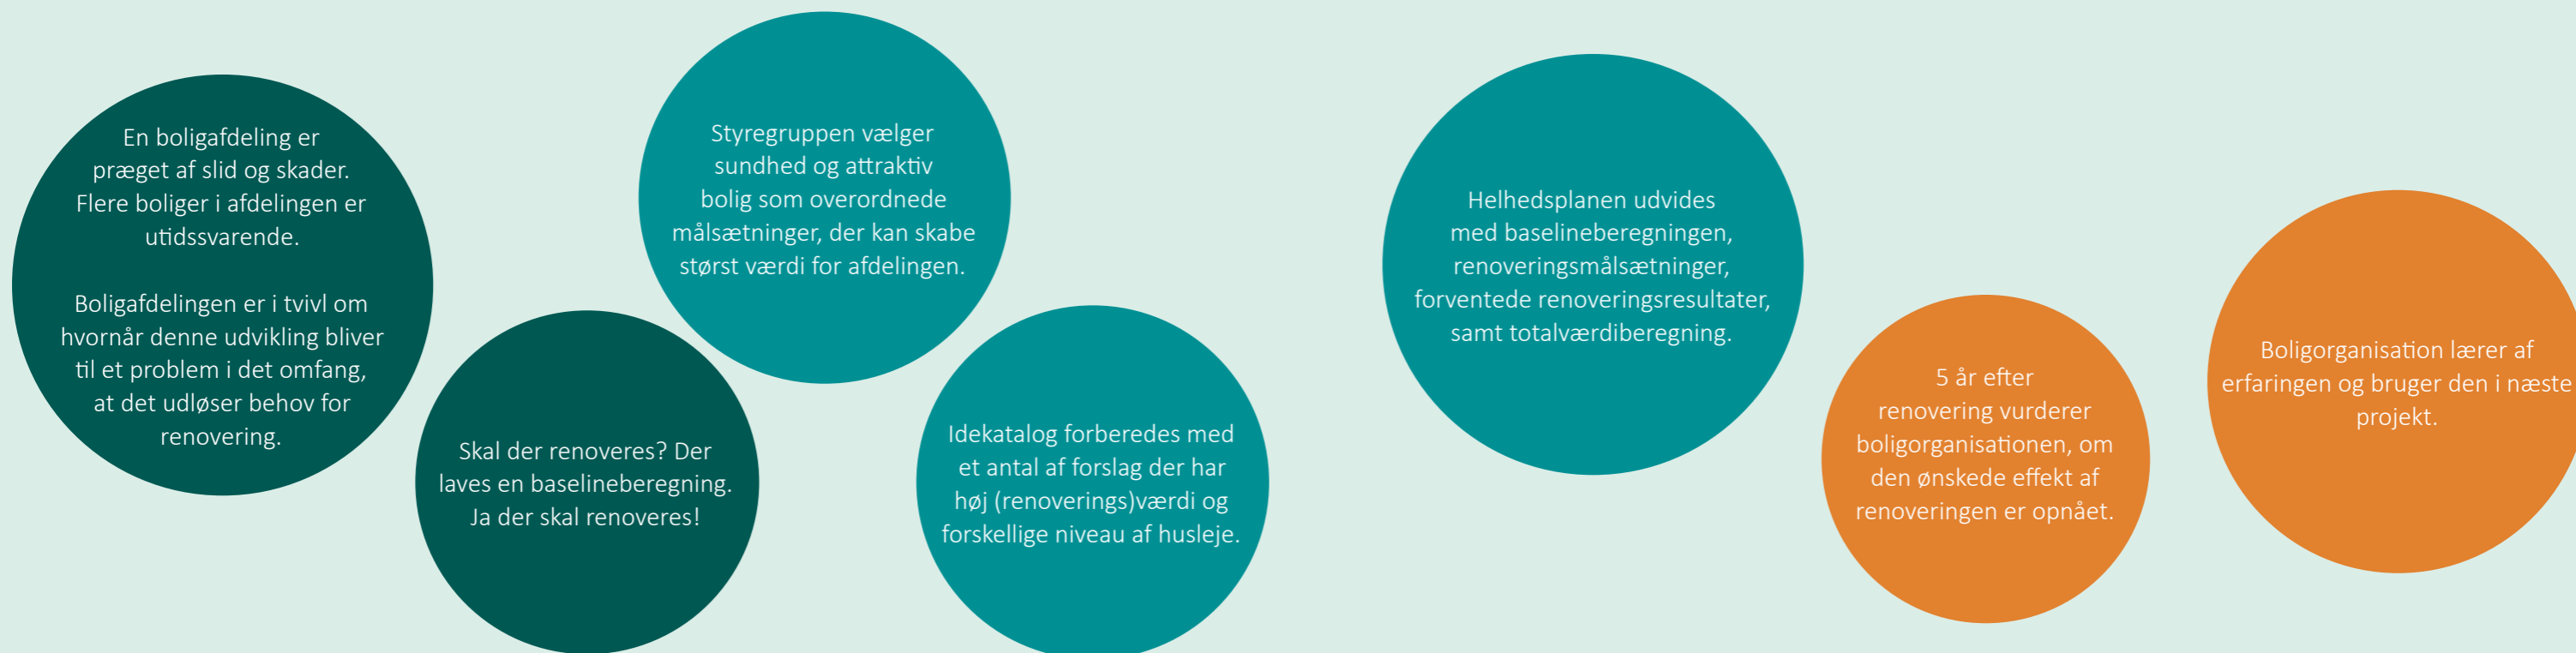 En boligafdeling er
præget af slid og skader.
Flere boliger i afdelingen er
utidssvarende.
Boligafdelingen er i tvivl om
hvornår denne udvikling bliver
til et problem i det omfang,
at det udløser behov for
renovering.
Skal der renoveres? Der
laves en baselineberegning.
Ja der skal renoveres!
Styregruppen vælger
sundhed og attraktiv
bolig som overordnede
målsætninger, der kan skabe
størst værdi for afdelingen.
Idekatalog forberedes med
et antal af forslag der har
høj (renoverings)værdi og
forskellige niveau af husleje.
Helhedsplanen udvides
med baselineberegningen,
renoveringsmålsætninger,
forventede renoveringsresultater,
samt totalværdiberegning.
5 år efter
renovering vurderer
boligorganisationen, om
den ønskede effekt af
renoveringen er opnået.
Boligorganisation lærer af
erfaringen og bruger den i næste
projekt.